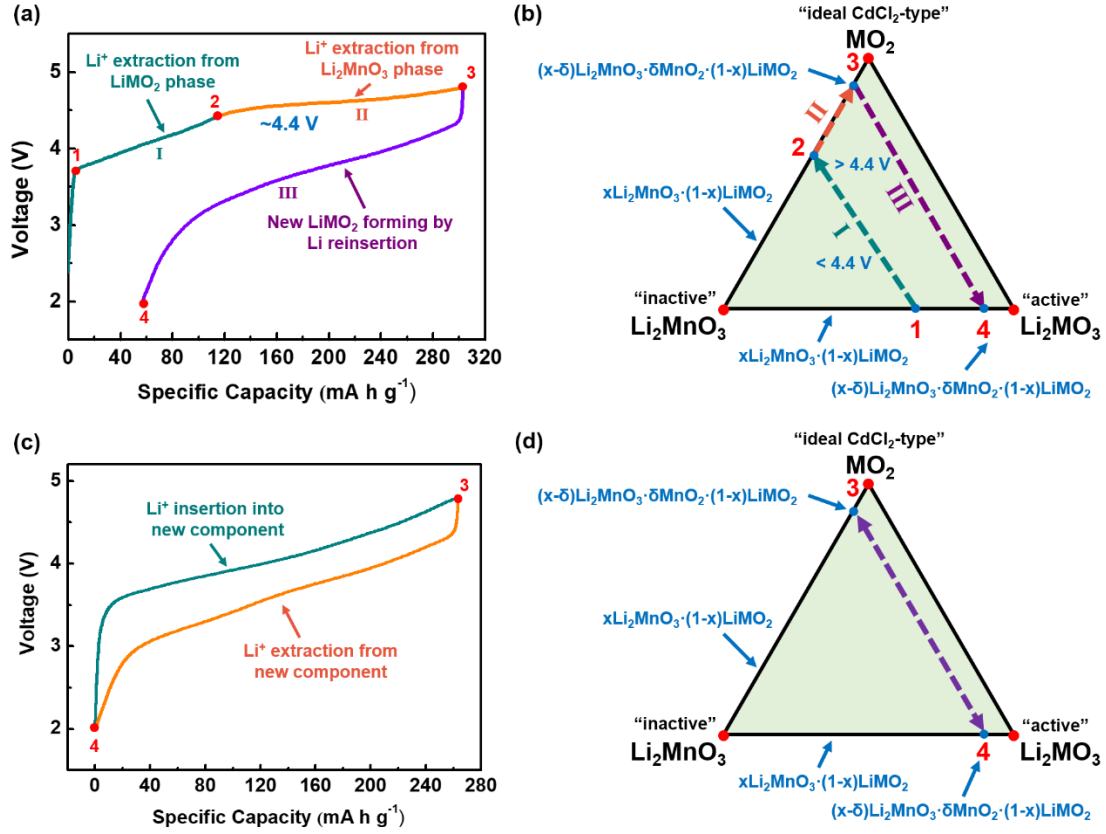 (a)
Voltage (V)
5
4
3
2
0 40 80 120 160 200 240 280 320
Specific Capacity (mA h g⁻¹)
Li⁺ extraction from
LiMO₂ phase
Li⁺ extraction from
Li₂MnO₃ phase
1
2
3
4
I
II
~4.4 V
III
New LiMO₂ forming by
Li reinsertion
(b)
“ideal CdCl₂-type”
MO₂
(x-δ)Li₂MnO₃·δMnO₂·(1-x)LiMO₂
3
II
2
> 4.4 V
III
xLi₂MnO₃·(1-x)LiMO₂
I
< 4.4 V
“inactive”
Li₂MnO₃
“active”
Li₂MO₃
1
4
xLi₂MnO₃·(1-x)LiMO₂
(x-δ)Li₂MnO₃·δMnO₂·(1-x)LiMO₂
(c)
Voltage (V)
5
4
3
2
0 40 80 120 160 200 240 280
Specific Capacity (mA h g⁻¹)
Li⁺ insertion into
new component
3
Li⁺ extraction from
new component
4
(d)
“ideal CdCl₂-type”
MO₂
(x-δ)Li₂MnO₃·δMnO₂·(1-x)LiMO₂
3
xLi₂MnO₃·(1-x)LiMO₂
“inactive”
Li₂MnO₃
“active”
Li₂MO₃
4
xLi₂MnO₃·(1-x)LiMO₂
(x-δ)Li₂MnO₃·δMnO₂·(1-x)LiMO₂